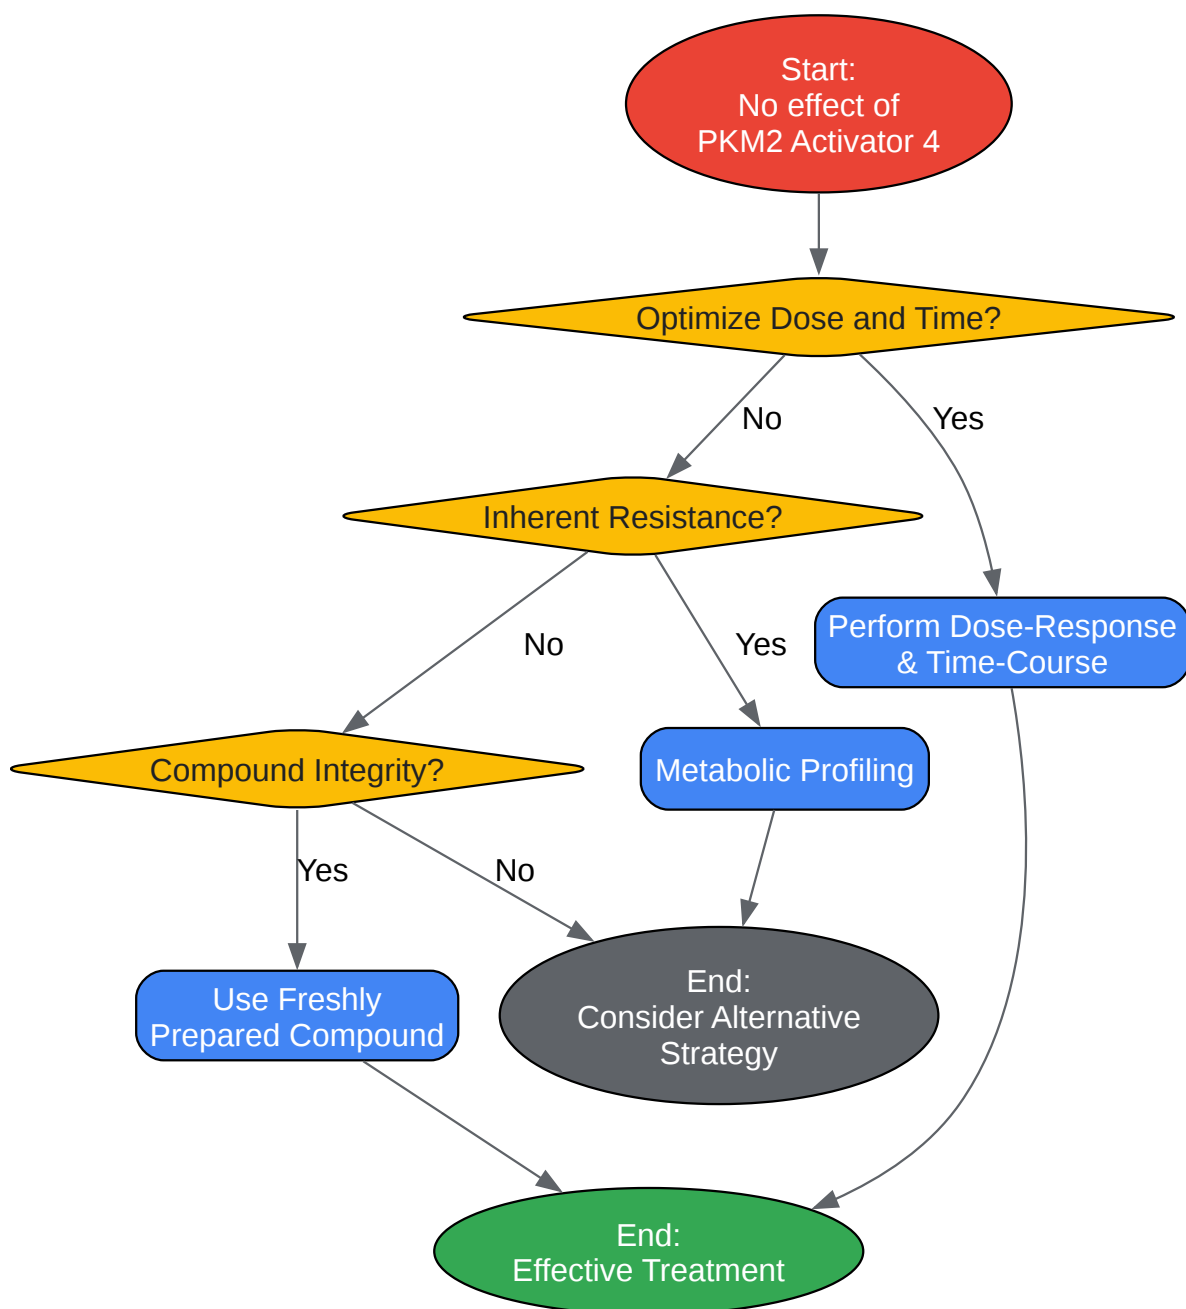 Start:
No effect of
PKM2 Activator 4
Optimize Dose and Time?
No
Yes
Inherent Resistance?
No
Yes
Perform Dose-Response
& Time-Course
Compound Integrity?
Metabolic Profiling
Yes
No
Use Freshly
Prepared Compound
End:
Consider Alternative
Strategy
End:
Effective Treatment